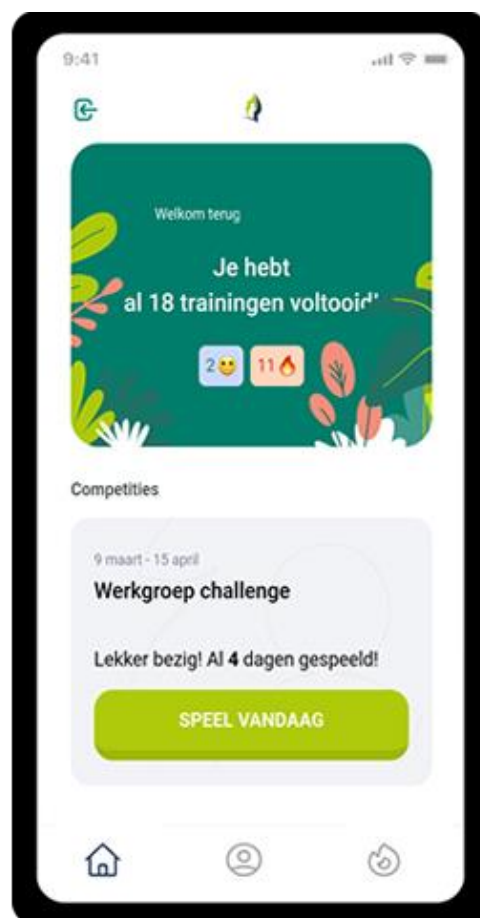 9:41
Welkom terug
Je hebt
al 18 trainingen voltooid!
2😊 11🔥
Competities
9 maart - 15 april
Werkgroep challenge
Lekker bezig! Al 4 dagen gespeeld!
SPEEL VANDAAG